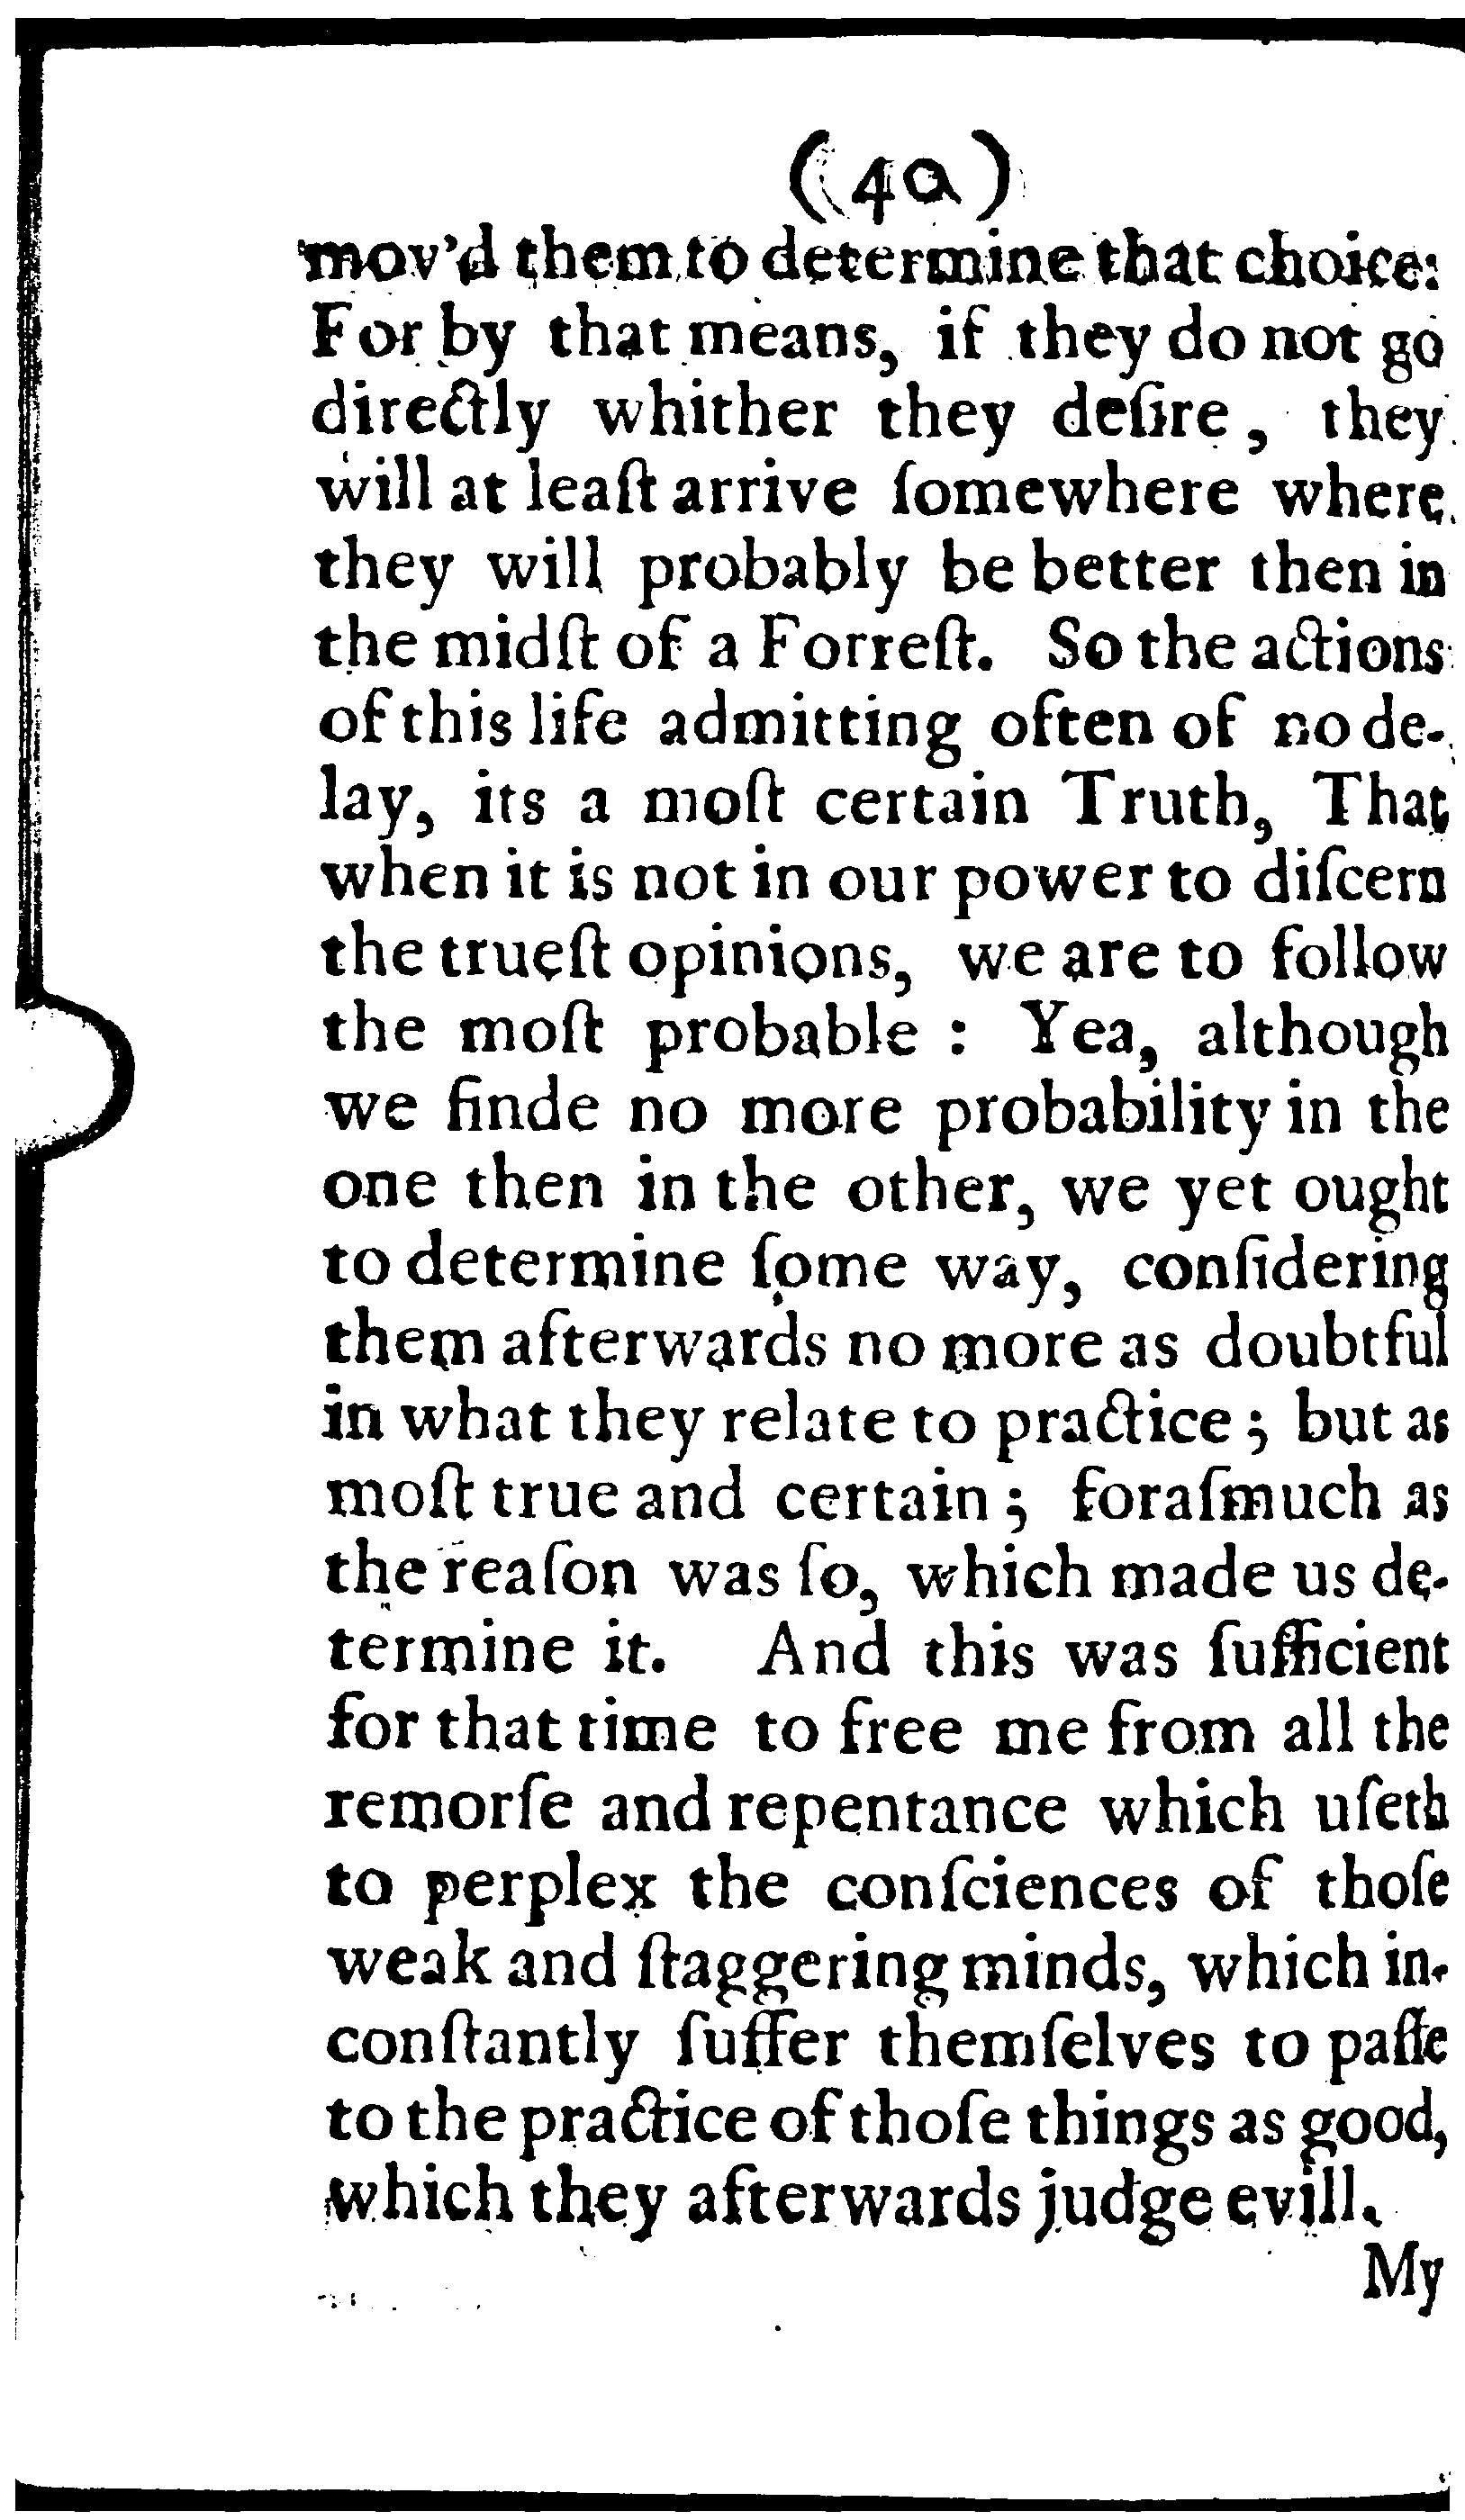 (40)
mov'd them to determine that choice:
For by that means, if they do not go
directly whither they deſire, they
will at leaſt arrive ſomewhere where
they will probably be better then in
the midſt of a Forreſt. So the actions
of this life admitting often of no de-
lay, its a moſt certain Truth, That
when it is not in our power to diſcern
the trueſt opinions, we are to follow
the moſt probable : Yea, although
we finde no more probability in the
one then in the other, we yet ought
to determine ſome way, conſidering
them afterwards no more as doubtful
in what they relate to practice; but as
moſt true and certain; foraſmuch as
the reaſon was ſo, which made us de-
termine it. And this was ſufficient
for that time to free me from all the
remorſe and repentance which uſeth
to perplex the conſciences of thoſe
weak and ſtaggering minds, which in-
conſtantly ſuffer themſelves to paſſe
to the practice of thoſe things as good,
which they afterwards judge evill.
My